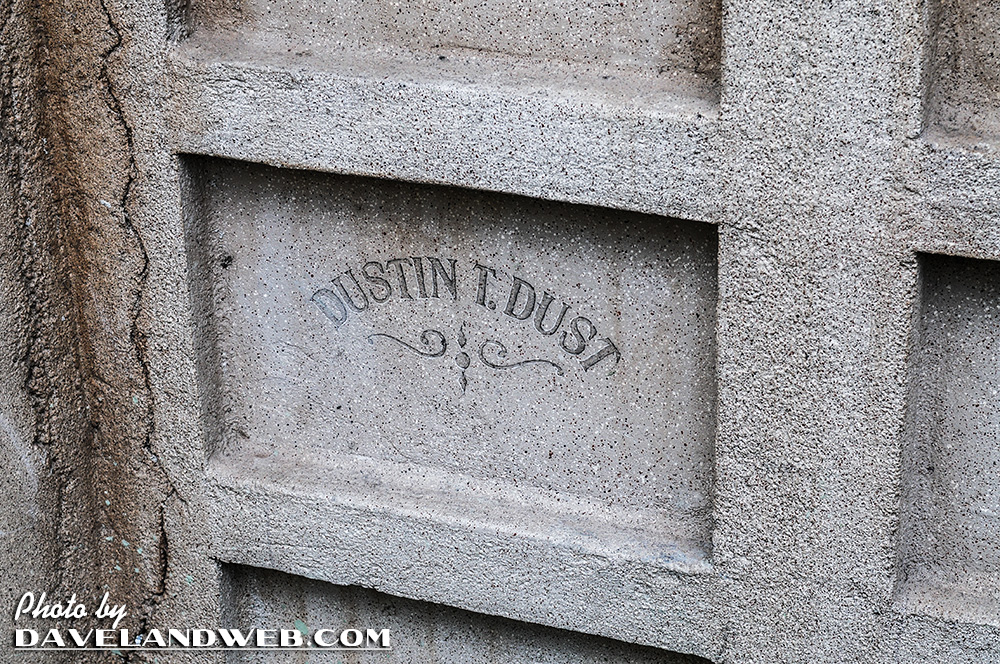 DUSTIN T. DUST
Photo by
DAVELANDWEB.COM